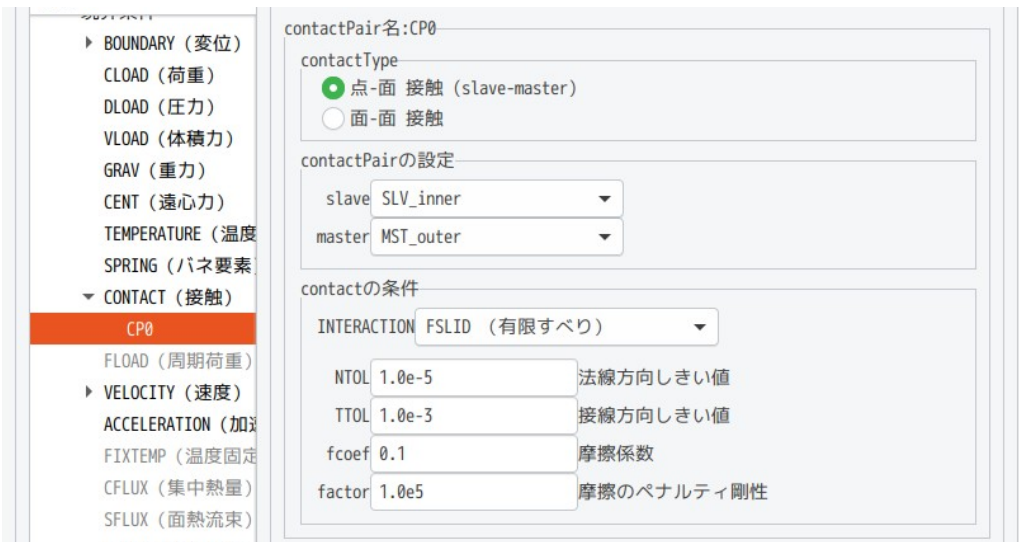 BOUNDARY (変位)
CLOAD (荷重)
DLOAD (圧力)
VLOAD (体積力)
GRAV (重力)
CENT (遠心力)
TEMPERATURE (温度
SPRING (バネ要素)
CONTACT (接触)
CP0
FLOAD (周期荷重)
VELOCITY (速度)
ACCELERATION (加速
FIXTEMP (温度固定
CFLUX (集中熱量)
SFLUX (面熱流束)
contactPair名:CP0
contactType
点-面 接触 (slave-master)
面-面 接触
contactPairの設定
slave SLV_inner
master MST_outer
contactの条件
INTERACTION FSLID (有限すべり)
NTOL 1.0e-5 法線方向しきい値
TTOL 1.0e-3 接線方向しきい値
fcoef 0.1 摩擦係数
factor 1.0e5 摩擦のペナルティ剛性